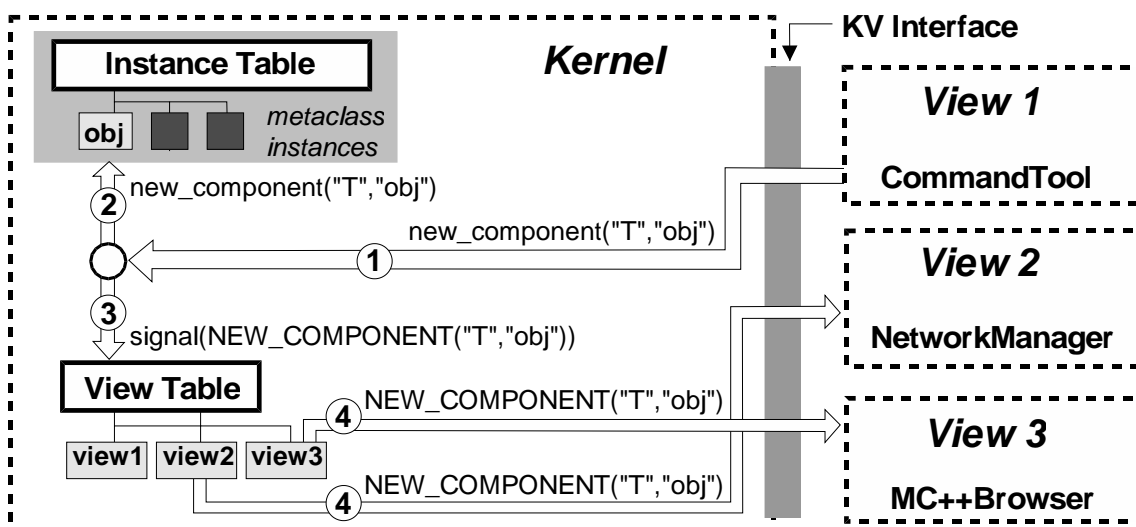 KV Interface
Kernel
Instance Table
obj
metaclass
instances
View 1
CommandTool
2
new_component("T","obj")
new_component("T","obj")
1
3
signal(NEW_COMPONENT("T","obj"))
View 2
NetworkManager
View Table
view1
view2
view3
4
NEW_COMPONENT("T","obj")
4
NEW_COMPONENT("T","obj")
View 3
MC++Browser